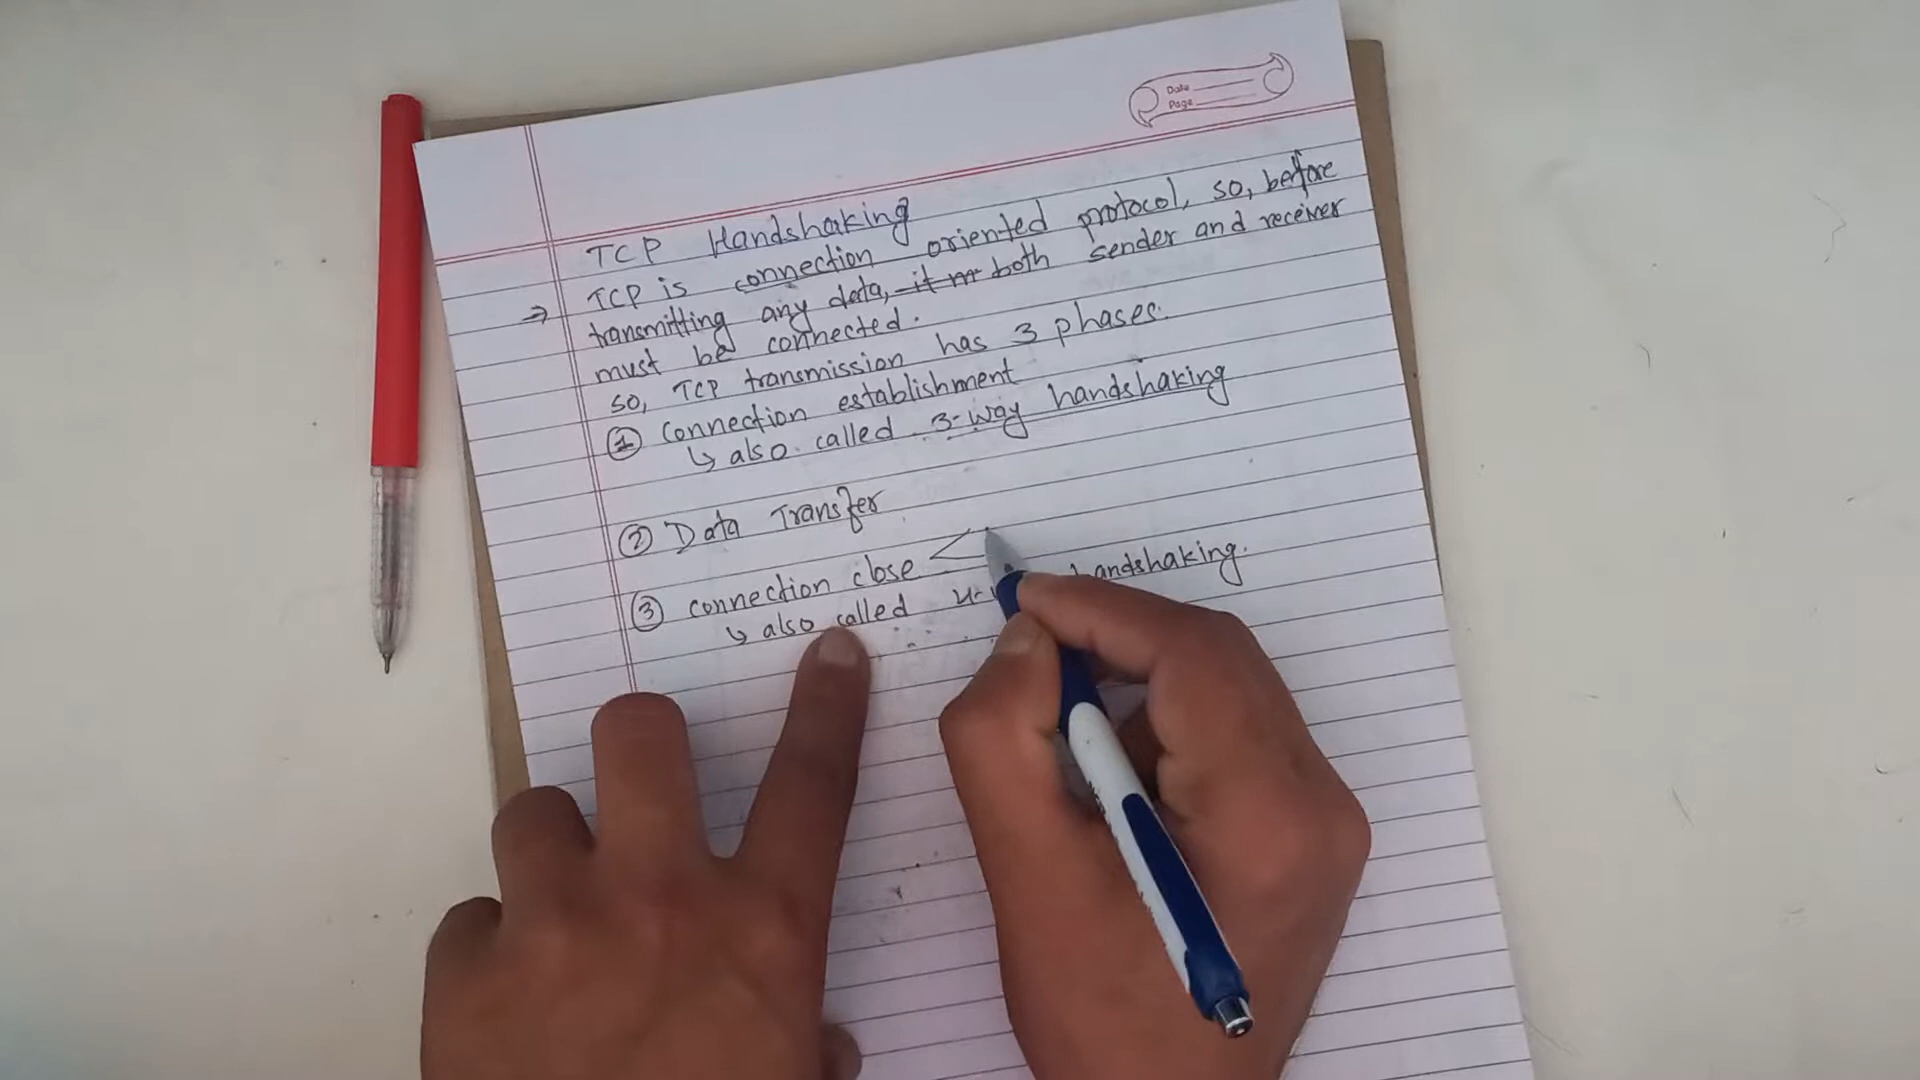 Date
Page
TCP Handshaking
⇒ TCP is connection oriented protocol, so, before
transmitting any data, it m both sender and receiver
must be connected.
so, TCP transmission has 3 phases.
① connection establishment
↳ also called 3-way handshaking
② Data Transfer
③ connection close <
↳ also called handshaking.